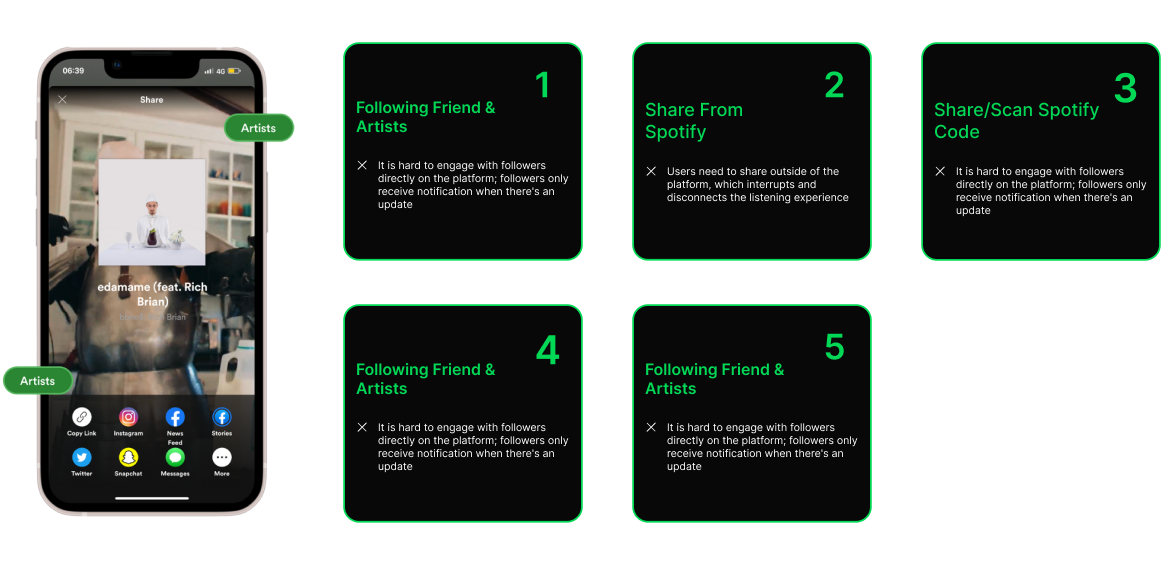 06:39
4G
Share
Artists
edamame (feat. Rich
Brian)
Brian
Artists
Copy Link
Instagram
News
Feed
Stories
Twitter
Snapchat
Messages
More
1
Following Friend &
Artists
It is hard to engage with followers
directly on the platform; followers only
receive notification when there's an
update
2
Share From
Spotify
Users need to share outside of the
platform, which interrupts and
disconnects the listening experience
3
Share/Scan Spotify
Code
It is hard to engage with followers
directly on the platform; followers only
receive notification when there's an
update
4
Following Friend &
Artists
It is hard to engage with followers
directly on the platform; followers only
receive notification when there's an
update
5
Following Friend &
Artists
It is hard to engage with followers
directly on the platform; followers only
receive notification when there's an
update